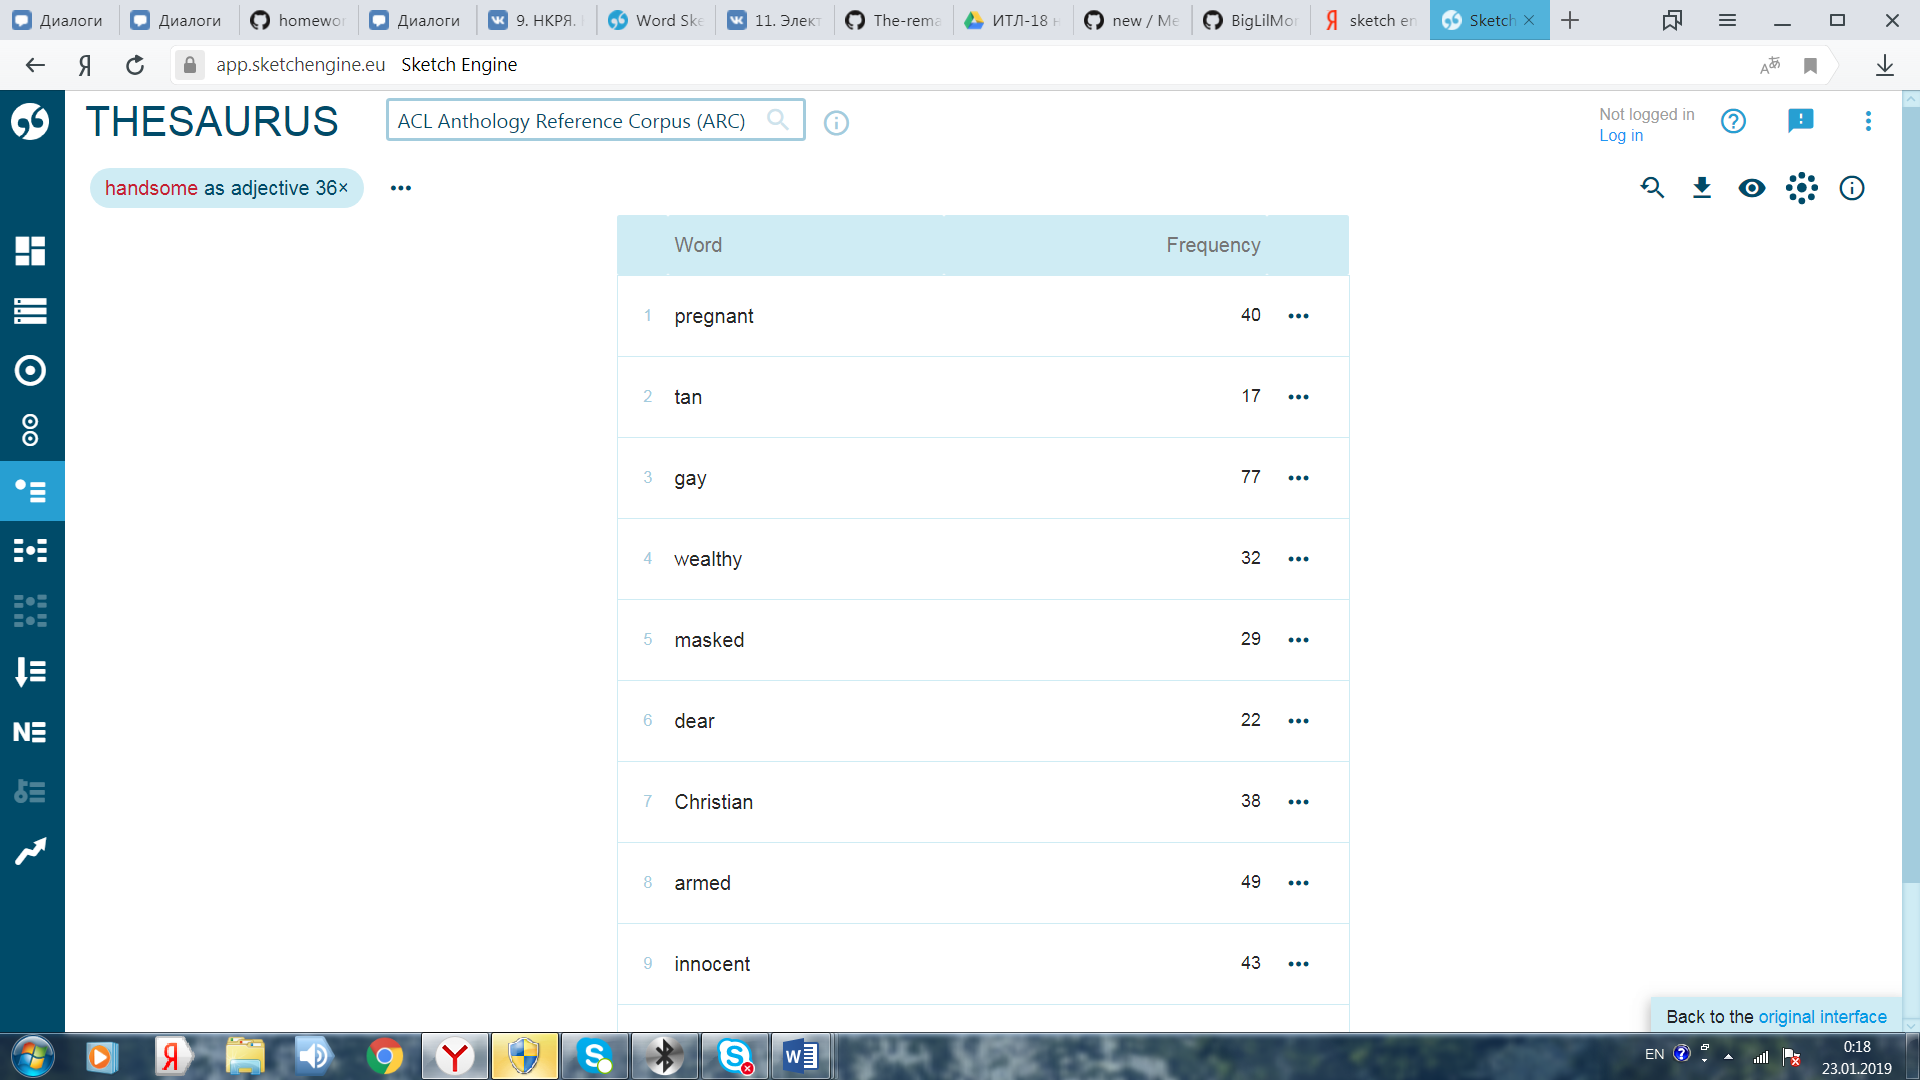 Диалоги
Диалоги
homewor
Диалоги
9. НКРЯ.
Word Ske
11. Элект
The-rema
ИТЛ-18 н
new / Me
BigLilMor
sketch en
Sketch
app.sketchengine.eu Sketch Engine
THESAURUS
ACL Anthology Reference Corpus (ARC)
Not logged in
Log in
handsome as adjective 36×
Word Frequency
1 pregnant 40
2 tan 17
3 gay 77
4 wealthy 32
5 masked 29
6 dear 22
7 Christian 38
8 armed 49
9 innocent 43
Back to the original interface
EN
0:18
23.01.2019